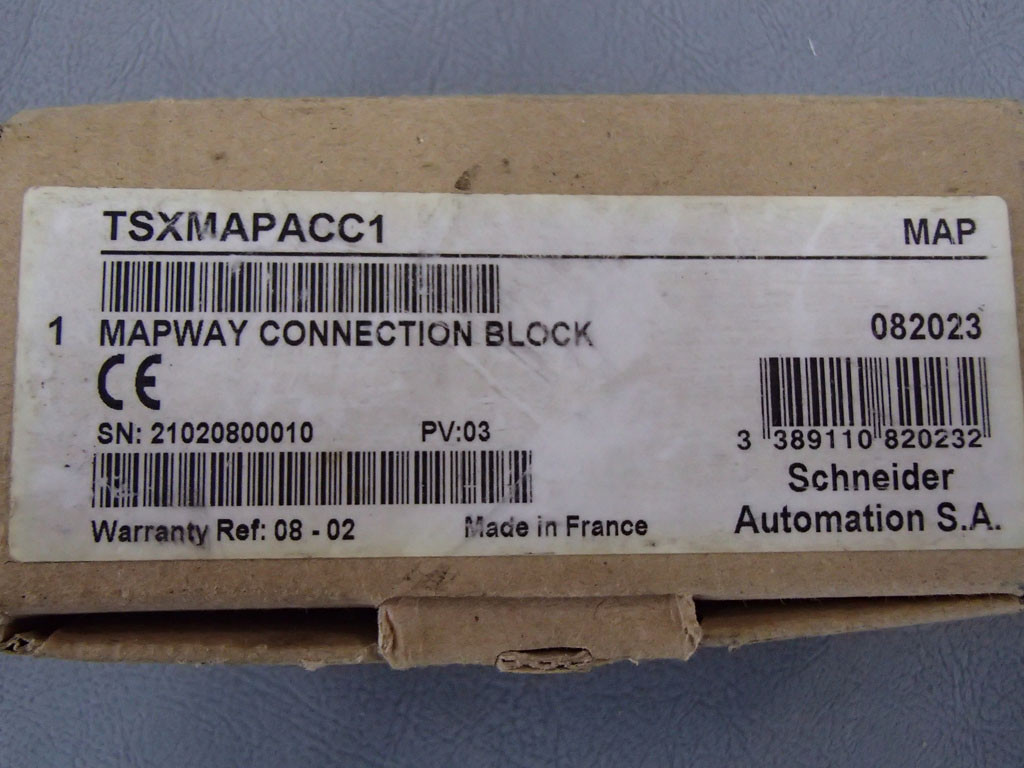 TSXMAPACC1 MAP
1 MAPWAY CONNECTION BLOCK 082023
CE
SN: 21020800010 PV:03
3 389110 820232
Schneider
Automation S.A.
Warranty Ref: 08 - 02 Made in France